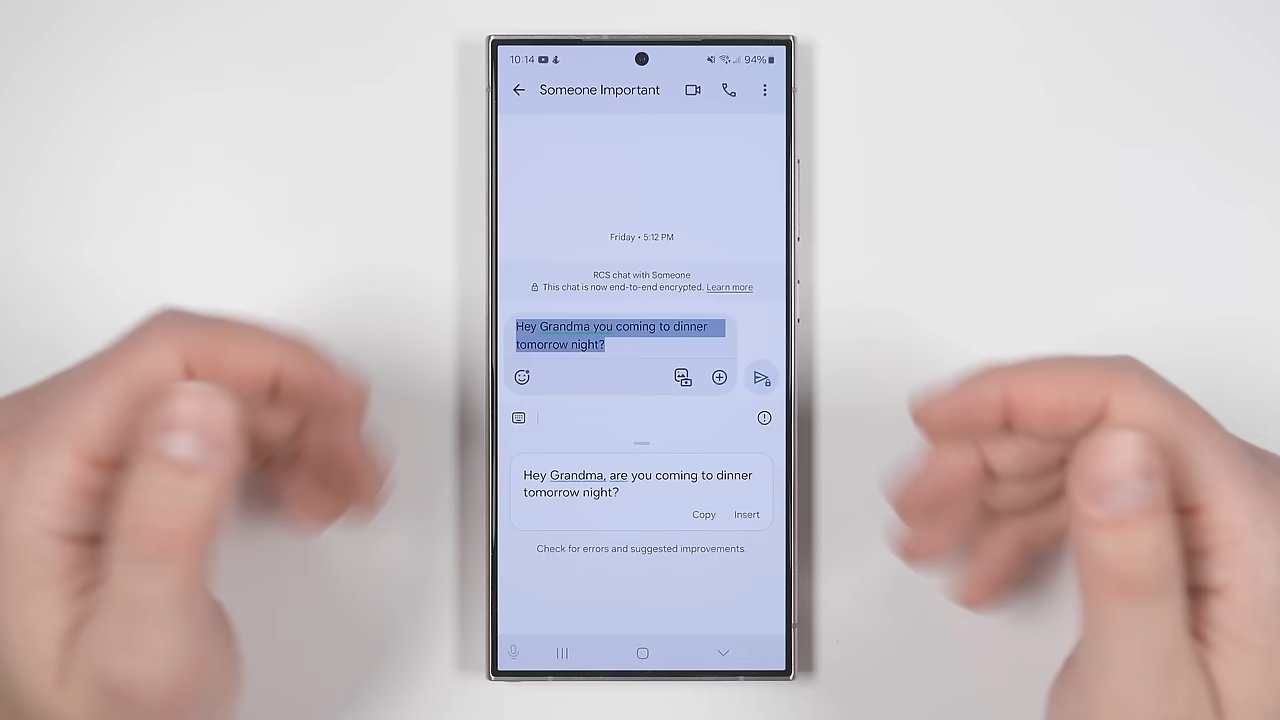 10:14 94%
Someone Important
Friday • 5:12 PM
RCS chat with Someone
This chat is now end-to-end encrypted. Learn more
Hey Grandma you coming to dinner
tomorrow night?
Hey Grandma, are you coming to dinner
tomorrow night?
Copy Insert
Check for errors and suggested improvements.